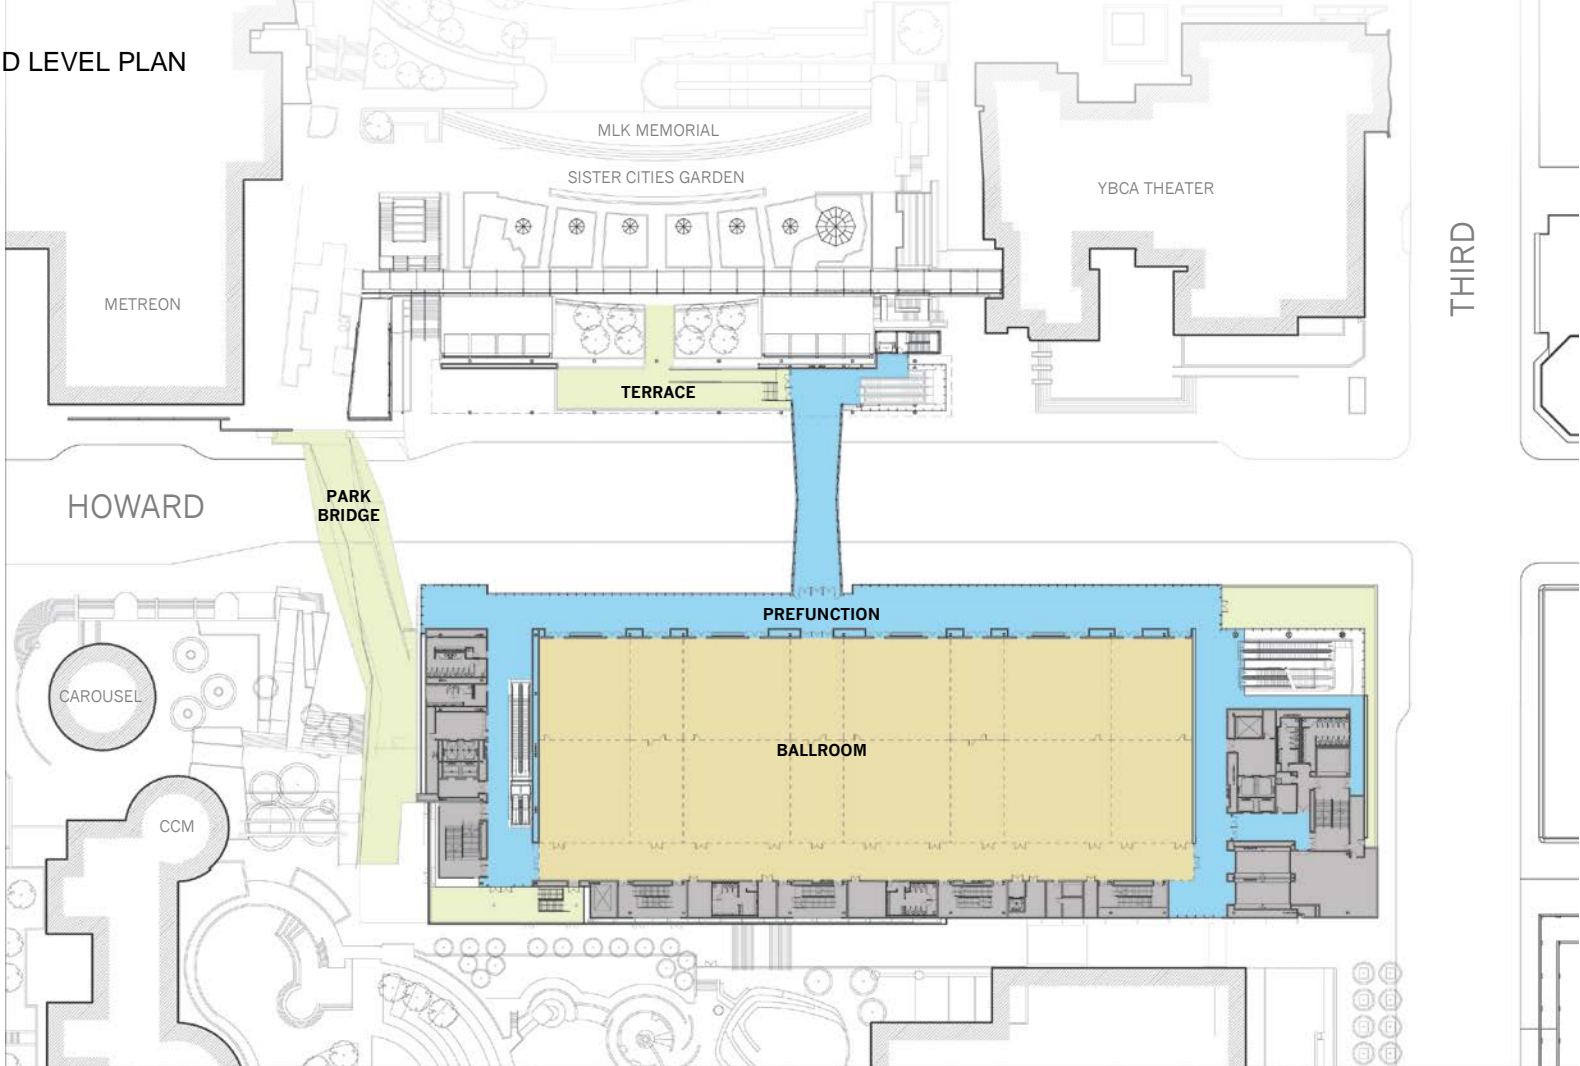 D LEVEL PLAN
MLK MEMORIAL
SISTER CITIES GARDEN
YBCA THEATER
THIRD
METREON
TERRACE
HOWARD
PARK
BRIDGE
PREFUNCTION
CAROUSEL
BALLROOM
CCM